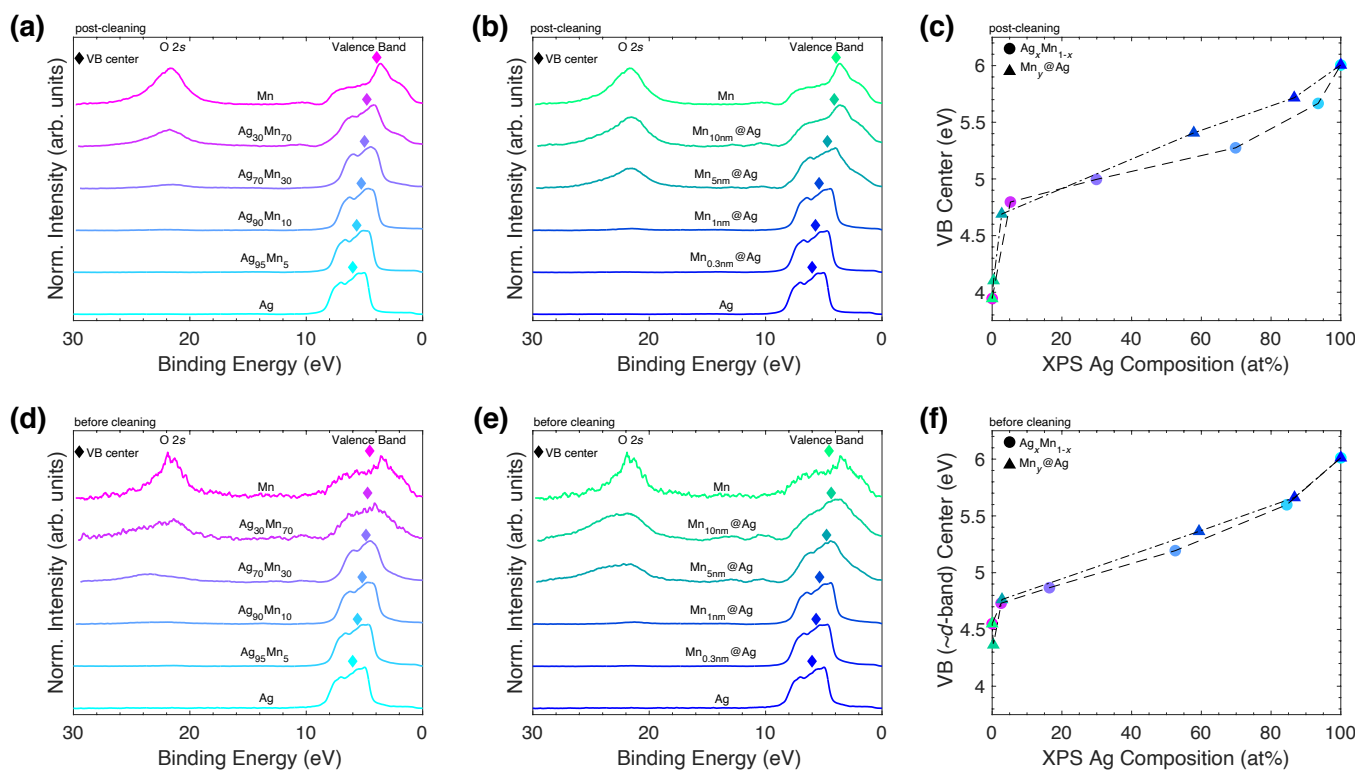 (a)
post-cleaning
O 2s
Valence Band
VB center
Mn
Ag30Mn70
Ag70Mn30
Ag90Mn10
Ag95Mn5
Ag
Norm. Intensity (arb. units)
30 20 10 0
Binding Energy (eV)
(b)
post-cleaning
O 2s
Valence Band
VB center
Mn
Mn10nm@Ag
Mn5nm@Ag
Mn1nm@Ag
Mn0.3nm@Ag
Ag
Norm. Intensity (arb. units)
30 20 10 0
Binding Energy (eV)
(c)
post-cleaning
AgxMn1-x
Mny@Ag
VB Center (eV)
6
5.5
5
4.5
4
0 20 40 60 80 100
XPS Ag Composition (at%)
(d)
before cleaning
O 2s
Valence Band
VB center
Mn
Ag30Mn70
Ag70Mn30
Ag90Mn10
Ag95Mn5
Ag
Norm. Intensity (arb. units)
30 20 10 0
Binding Energy (eV)
(e)
before cleaning
O 2s
Valence Band
VB center
Mn
Mn10nm@Ag
Mn5nm@Ag
Mn1nm@Ag
Mn0.3nm@Ag
Ag
Norm. Intensity (arb. units)
30 20 10 0
Binding Energy (eV)
(f)
before cleaning
AgxMn1-x
Mny@Ag
VB (~d-band) Center (eV)
6
5.5
5
4.5
4
0 20 40 60 80 100
XPS Ag Composition (at%)